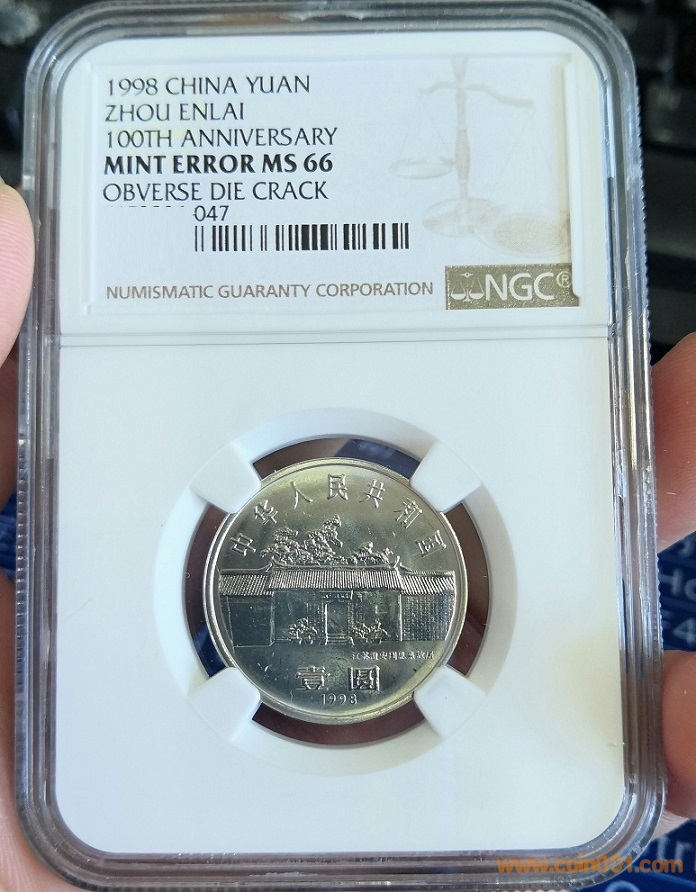 1998 CHINA YUAN
ZHOU ENLAI
100TH ANNIVERSARY
MINT ERROR MS 66
OBVERSE DIE CRACK
047
NUMISMATIC GUARANTY CORPORATION
NGC®
中华人民共和国
壹圆
1998
www.coin001.com